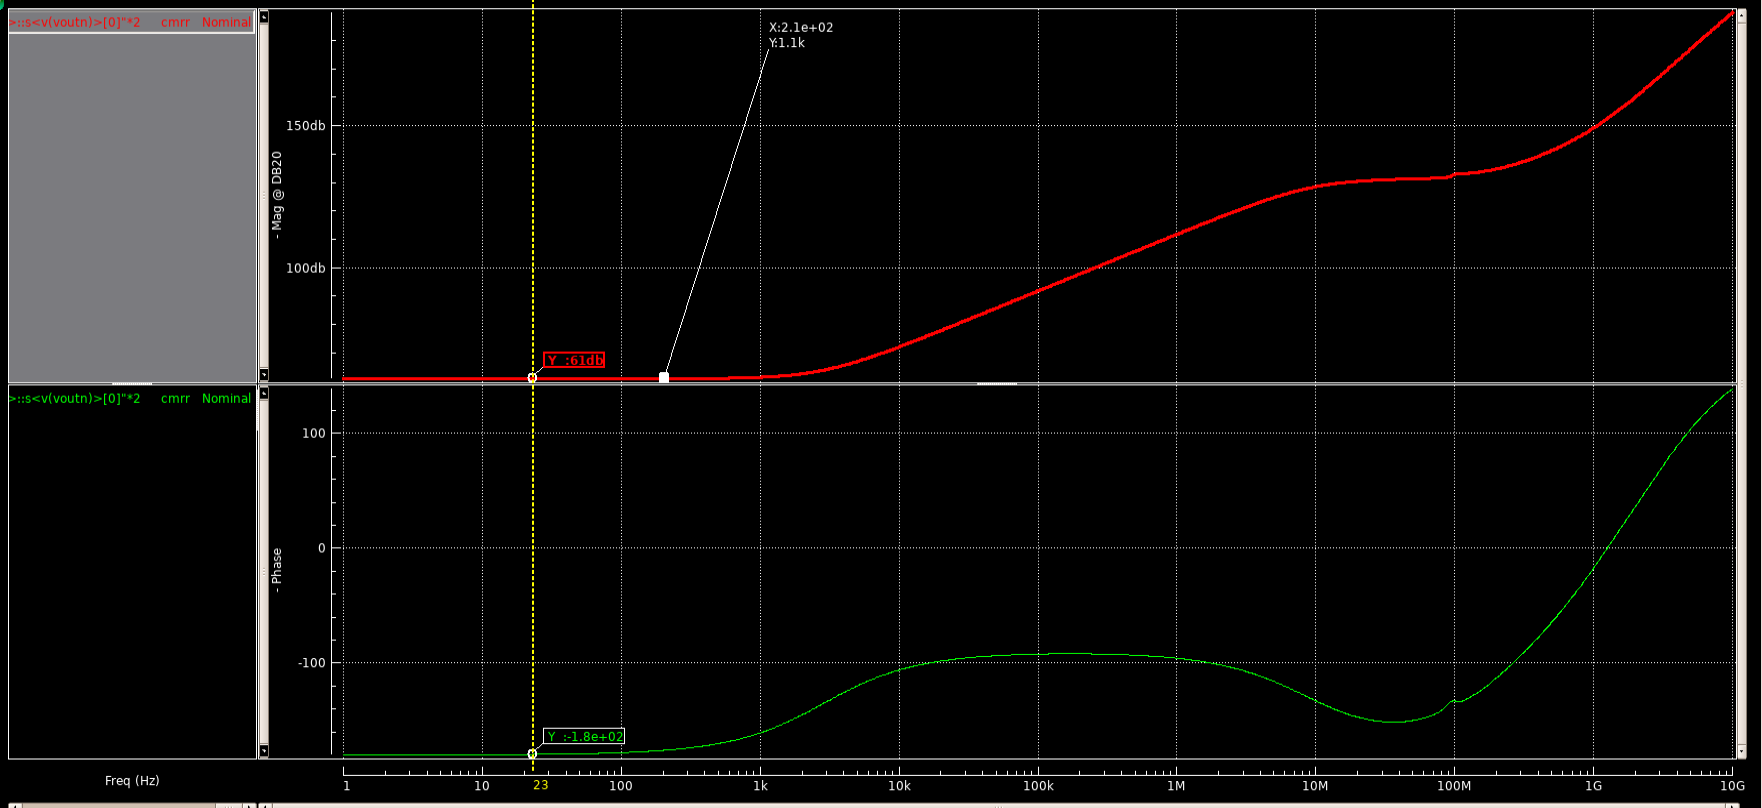 >::s<v(voutn)>[0]"*2 cmrr Nominal
X:2.1e+02
Y:1.1k
150db
- Mag @ DB20
100db
Y :61db
>::s<v(voutn)>[0]"*2 cmrr Nominal
100
0
- Phase
-100
Y :-1.8e+02
Freq (Hz)
1 10 23 100 1k 10k 100k 1M 10M 100M 1G 10G